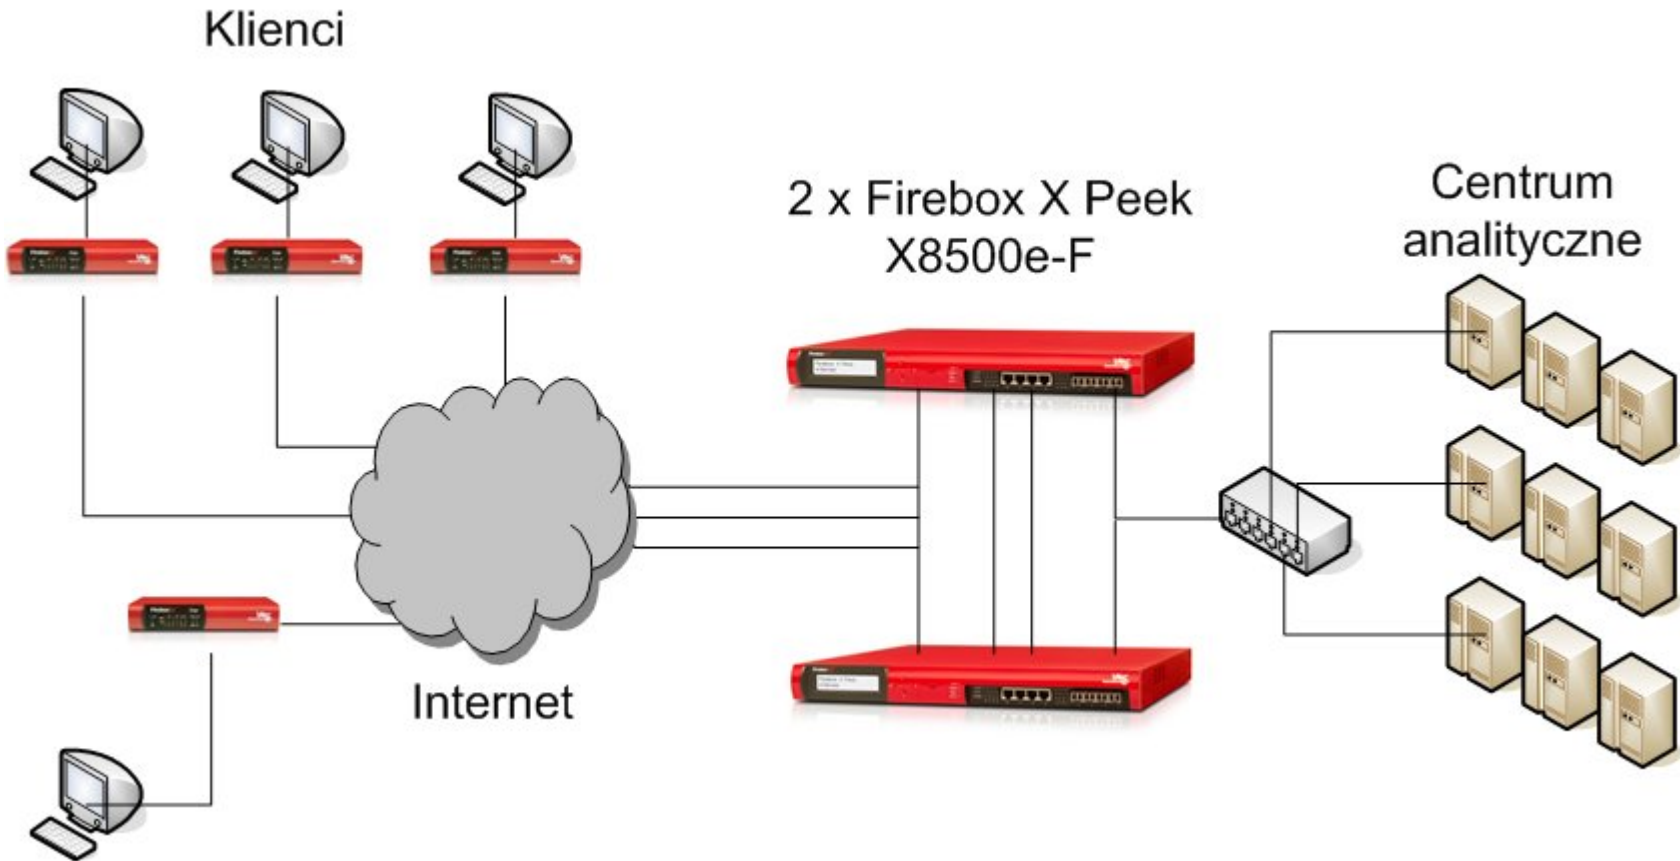 Klienci
2 x Firebox X Peek
X8500e-F
Centrum
analityczne
Internet